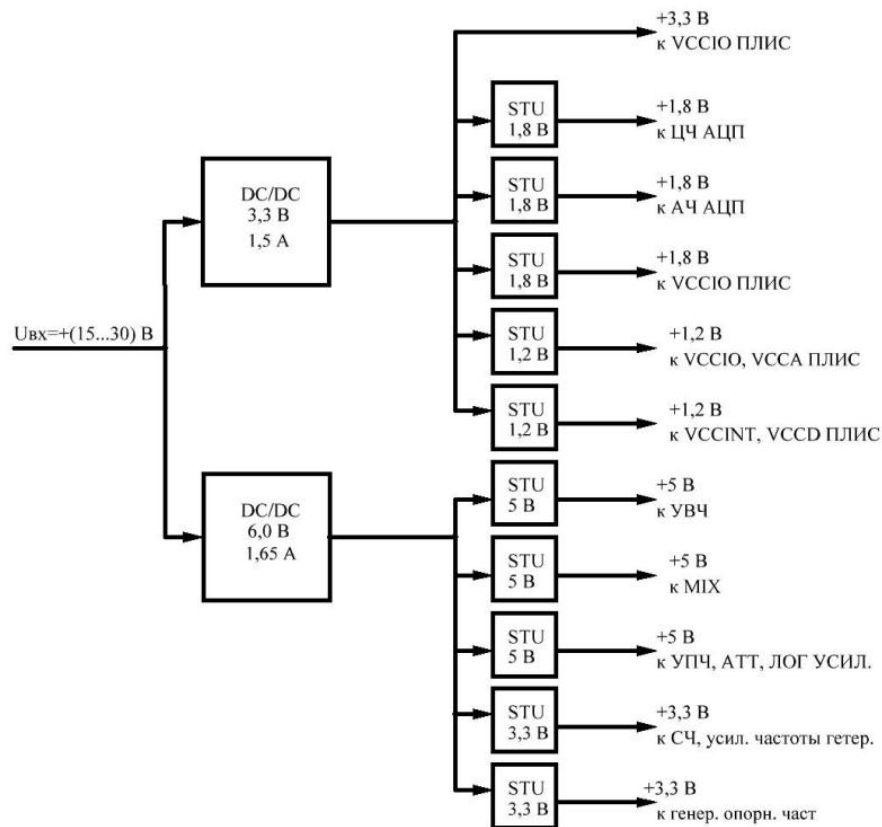 +3,3 В
к VCCIO ПЛИС
STU
1,8 В
+1,8 В
к ЦЧ АЦП
DC/DC
3,3 В
1,5 А
STU
1,8 В
+1,8 В
к АЧ АЦП
STU
1,8 В
+1,8 В
к VCCIO ПЛИС
Uвх=+(15...30) В
STU
1,2 В
+1,2 В
к VCCIO, VCCA ПЛИС
STU
1,2 В
+1,2 В
к VCCINT, VCCD ПЛИС
DC/DC
6,0 В
1,65 А
STU
5 В
+5 В
к УВЧ
STU
5 В
+5 В
к MIX
STU
5 В
+5 В
к УПЧ, АТТ, ЛОГ УСИЛ.
STU
3,3 В
+3,3 В
к СЧ, усил. частоты гетер.
STU
3,3 В
+3,3 В
к генер. опорн. част